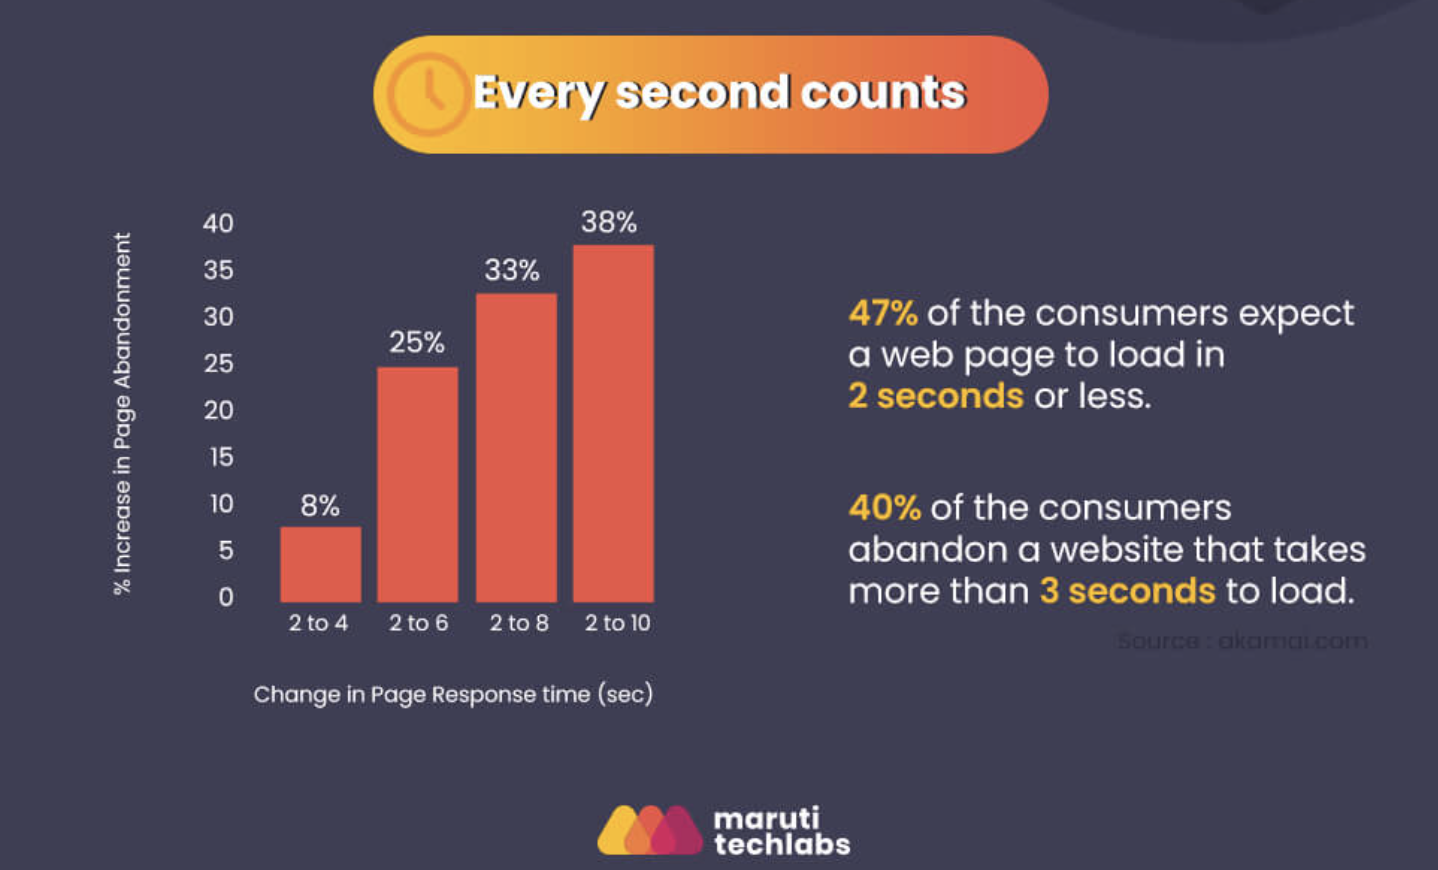 Every second counts
% Increase in Page Abandonment
40
35
30
25
20
15
10
5
0
8%
25%
33%
38%
2 to 4
2 to 6
2 to 8
2 to 10
Change in Page Response time (sec)
47% of the consumers expect
a web page to load in
2 seconds or less.
40% of the consumers
abandon a website that takes
more than 3 seconds to load.
Source : akamai.com
maruti
techlabs